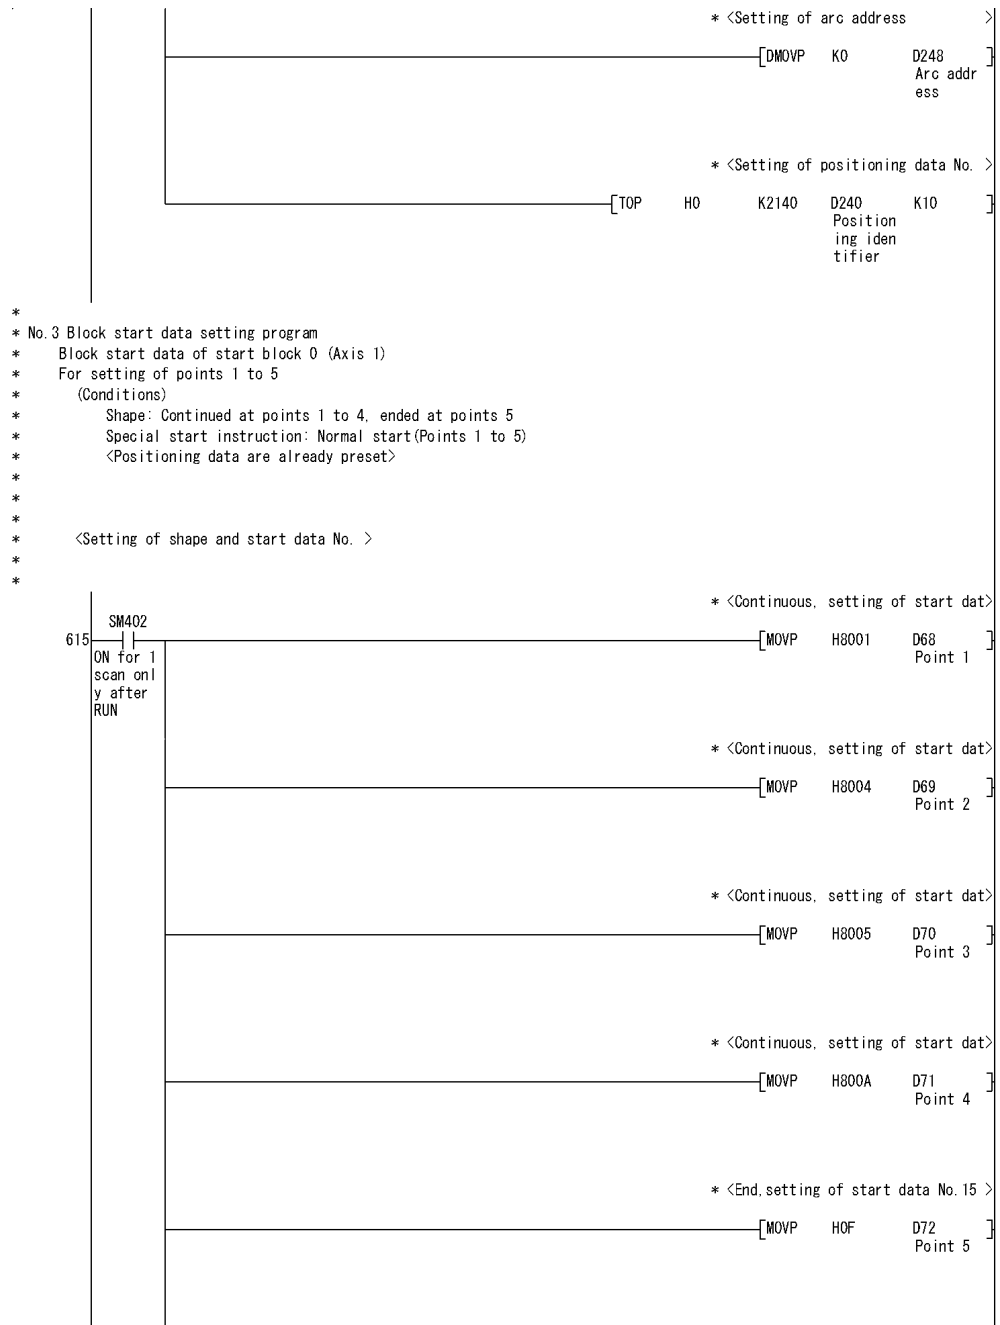 * <Setting of arc address >
DMOVP K0 D248
Arc addr
ess
* <Setting of positioning data No. >
TOP H0 K2140 D240 K10
Position
ing iden
tifier
*
* No.3 Block start data setting program
* Block start data of start block 0 (Axis 1)
* For setting of points 1 to 5
* (Conditions)
* Shape: Continued at points 1 to 4, ended at points 5
* Special start instruction: Normal start(Points 1 to 5)
* <Positioning data are already preset>
*
*
*
* <Setting of shape and start data No. >
*
*
* <Continuous, setting of start dat>
SM402
615 MOVP H8001 D68
ON for 1 Point 1
scan onl
y after
RUN
* <Continuous, setting of start dat>
MOVP H8004 D69
Point 2
* <Continuous, setting of start dat>
MOVP H8005 D70
Point 3
* <Continuous, setting of start dat>
MOVP H800A D71
Point 4
* <End,setting of start data No.15 >
MOVP H0F D72
Point 5